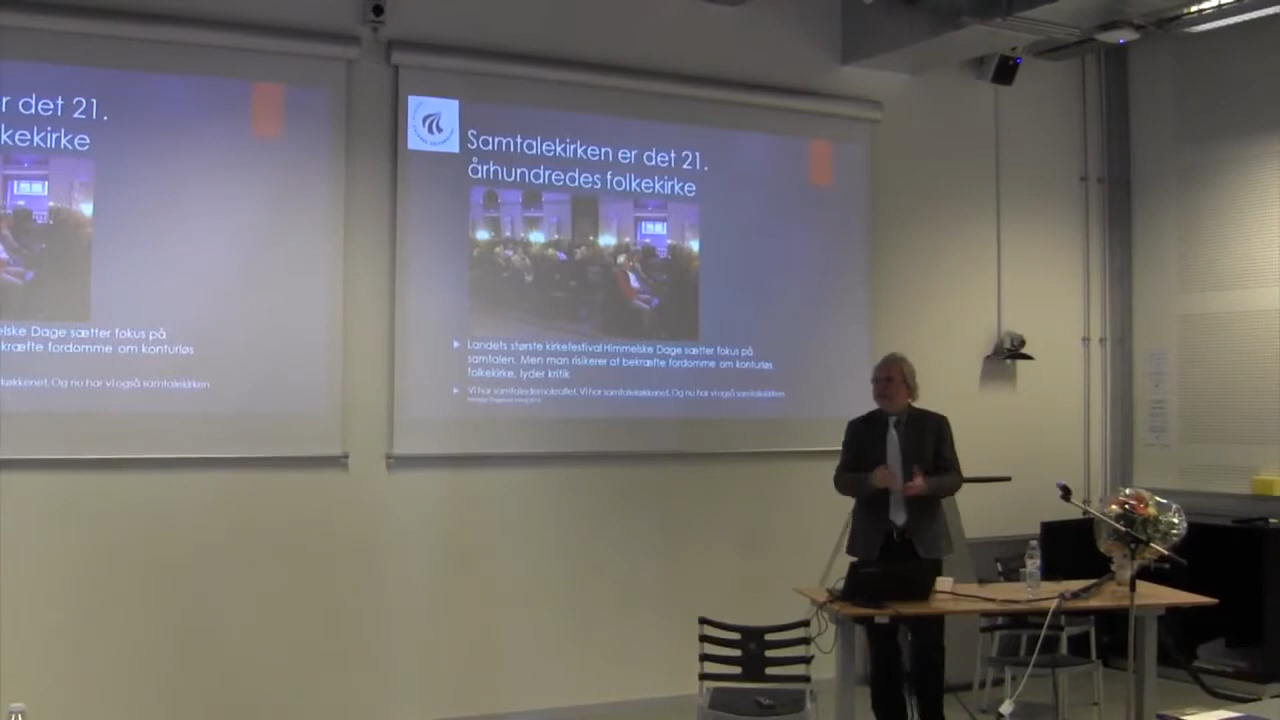 r det 21.
kekirke
elske Dage sætter fokus på
kræfte fordomme om konturløs
køkkenet. Og nu har vi også samtalekirken
Samtalekirken er det 21.
århundredes folkekirke
Landets største kirkefestival Himmelske Dage sætter fokus på
samtalen. Men man risikerer at bekræfte fordomme om konturløs
folkekirke, lyder kritik
Vi har samtaledemokratiet. Vi har samtalekøkkenet. Og nu har vi også samtalekirken